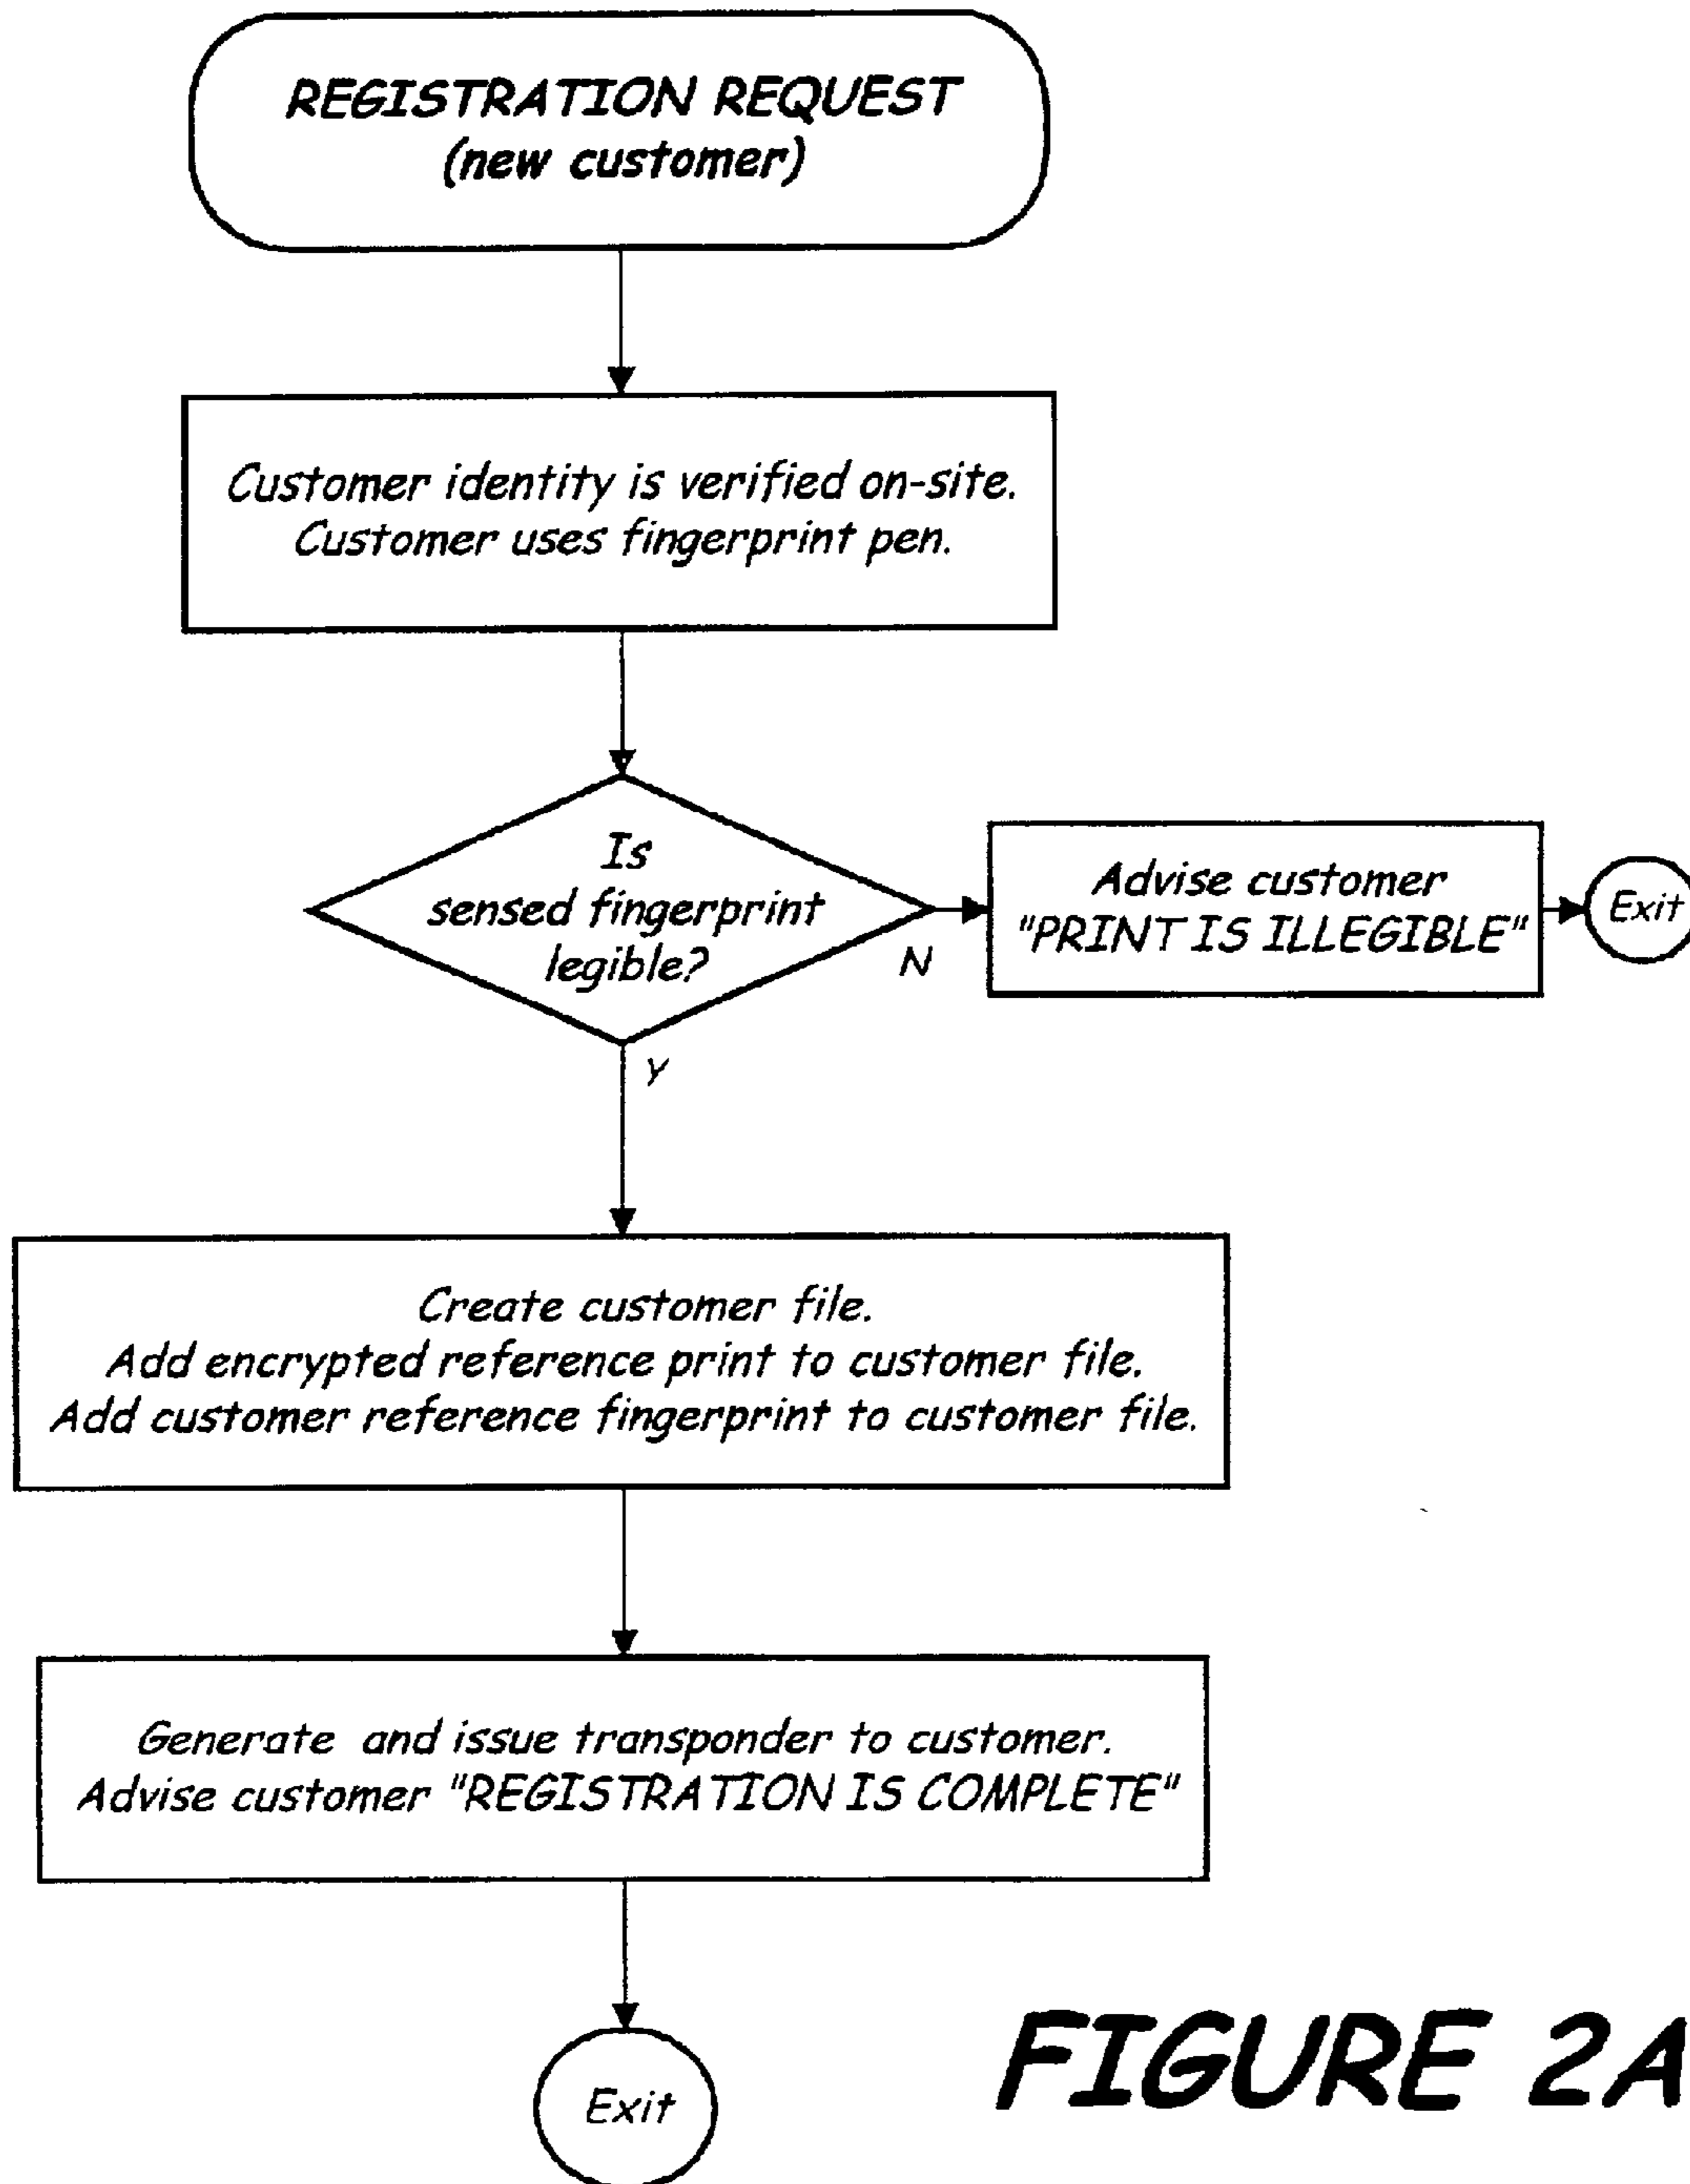 REGISTRATION REQUEST
(new customer)
Customer identity is verified on-site.
Customer uses fingerprint pen.
Is
sensed fingerprint
legible?
N
Advise customer
"PRINT IS ILLEGIBLE"
Exit
Y
Create customer file.
Add encrypted reference print to customer file.
Add customer reference fingerprint to customer file.
Generate and issue transponder to customer.
Advise customer "REGISTRATION IS COMPLETE"
Exit
FIGURE 2A